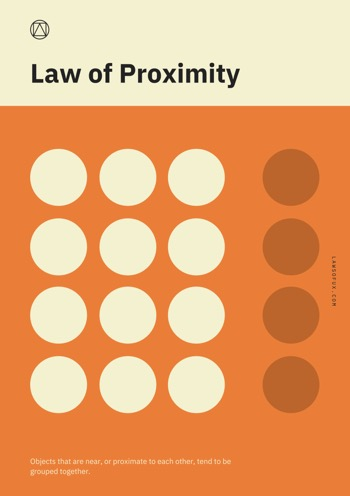 Law of Proximity
LAWSOFUX.COM
Objects that are near, or proximate to each other, tend to be
grouped together.